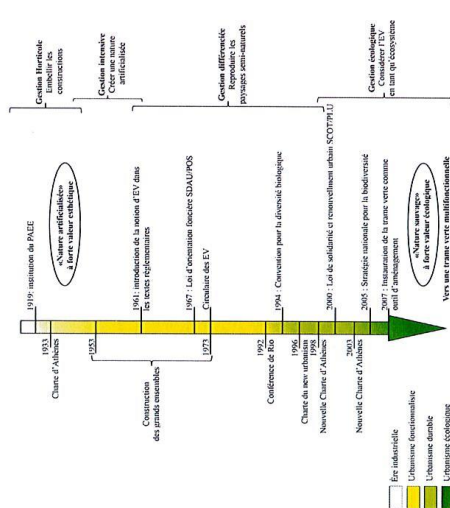 Gestion Horticole
Embellir les
constructions
Gestion intensive
Créer une nature
artificialisée
Gestion différenciée
Reproduire les
paysages semi-naturels
Gestion écologique
Considérer l'EV
en tant qu'écosystème
«Nature artificialisée»
à forte valeur esthétique
«Nature sauvage»
à forte valeur écologique
1919: institution du PAEE
1961: introduction de la notion d'EV dans
les textes réglementaires
1967 : Loi d'orientation foncière SDAU/POS
Circulaire des EV
1994 : Convention pour la diversité biologique
2000 : Loi de solidarité et renouvellment urbain SCOT/PLU
2005 : Stratégie nationale pour la biodiversité
2007 : Instauration de la trame verte comme
outil d'aménagement
Vers une trame verte multifonctionnelle
1933
Charte d'Athènes
1953
Construction
des grands ensembles
1973
1992
Conférence de Rio
1996
Charte du new urbanism
1998
Nouvelle Charte d'Athènes
2003
Nouvelle Charte d'Athènes
Ère industrielle
Urbanisme fonctionnaliste
Urbanisme durable
Urbanisme écologique